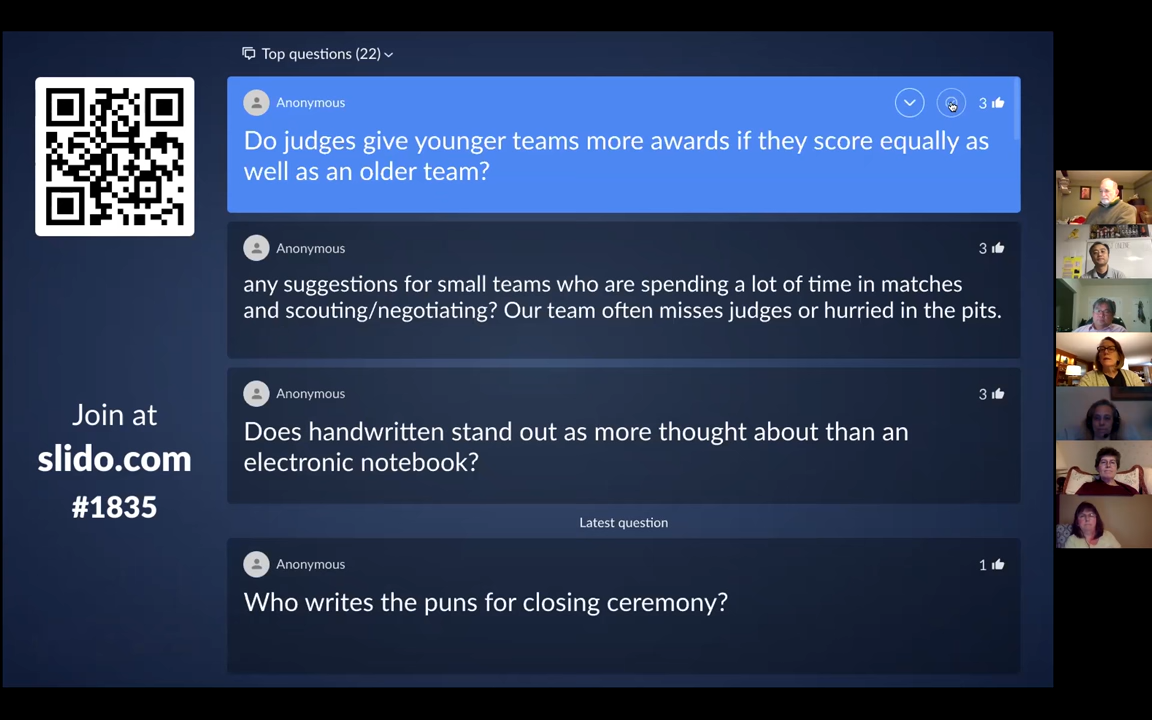 Top questions (22)
Anonymous
3
Do judges give younger teams more awards if they score equally as
well as an older team?
Anonymous
3
any suggestions for small teams who are spending a lot of time in matches
and scouting/negotiating? Our team often misses judges or hurried in the pits.
Anonymous
3
Does handwritten stand out as more thought about than an
electronic notebook?
Latest question
Anonymous
1
Who writes the puns for closing ceremony?
Join at
slido.com
#1835